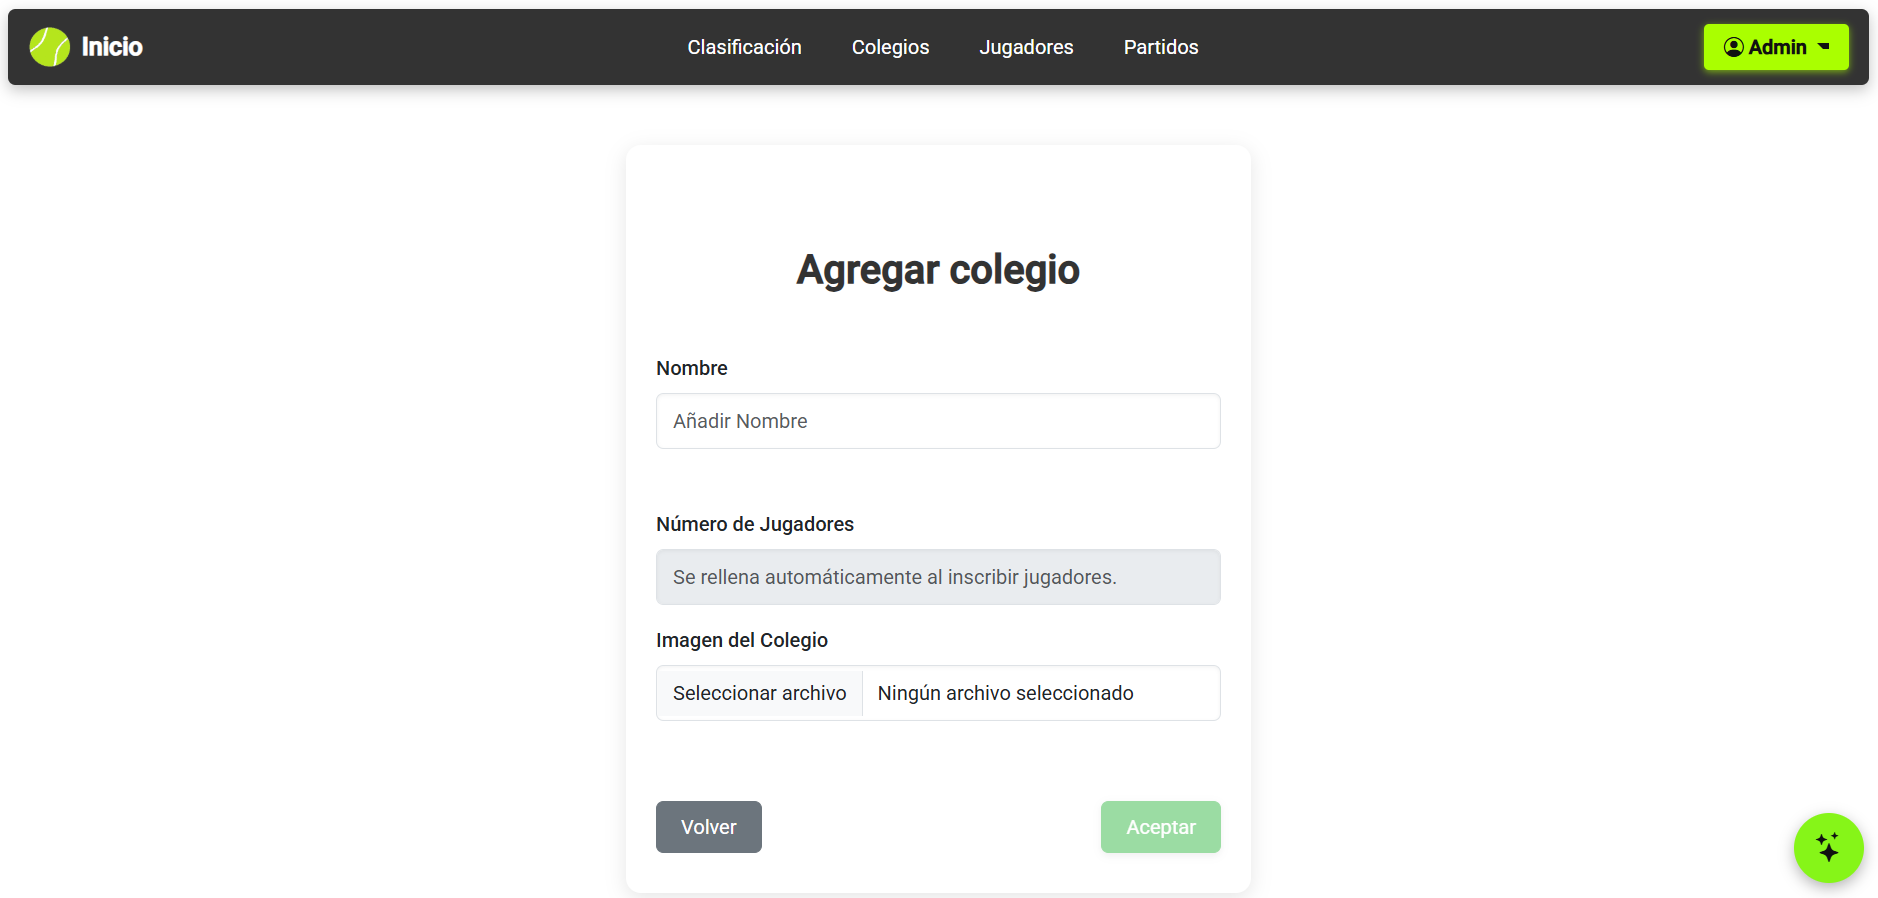 Inicio
Clasificación
Colegios
Jugadores
Partidos
Admin
Agregar colegio
Nombre
Añadir Nombre
Número de Jugadores
Se rellena automáticamente al inscribir jugadores.
Imagen del Colegio
Seleccionar archivo
Ningún archivo seleccionado
Volver
Aceptar